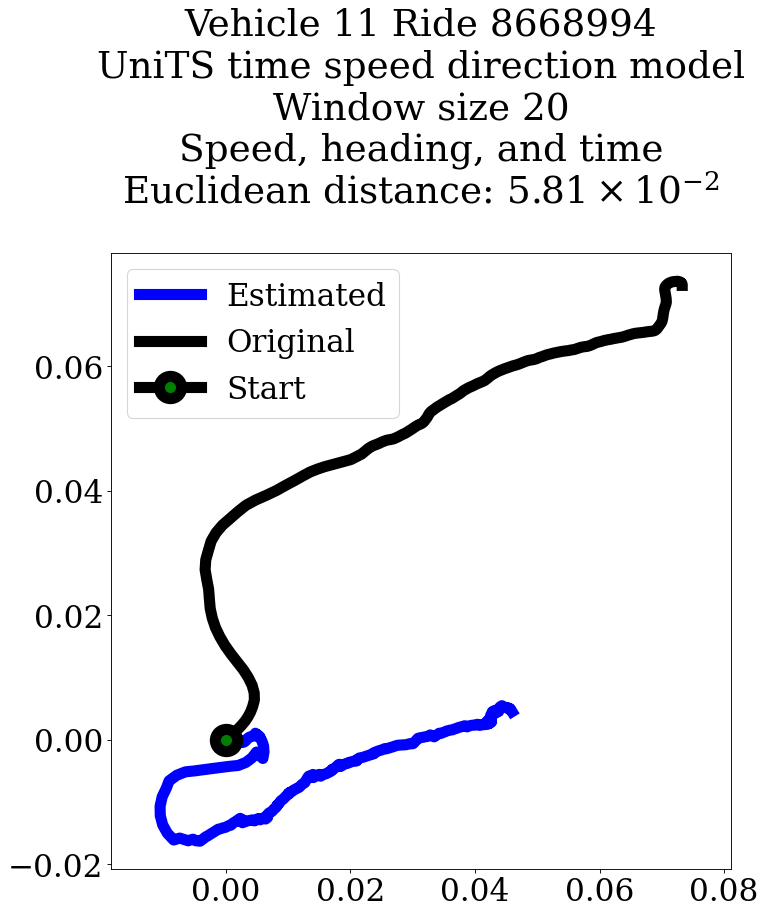 Vehicle 11 Ride 8668994
UniTS time speed direction model
Window size 20
Speed, heading, and time
Euclidean distance: 5.81 × 10⁻²
Estimated
Original
Start
0.06
0.04
0.02
0.00
−0.02
0.00 0.02 0.04 0.06 0.08